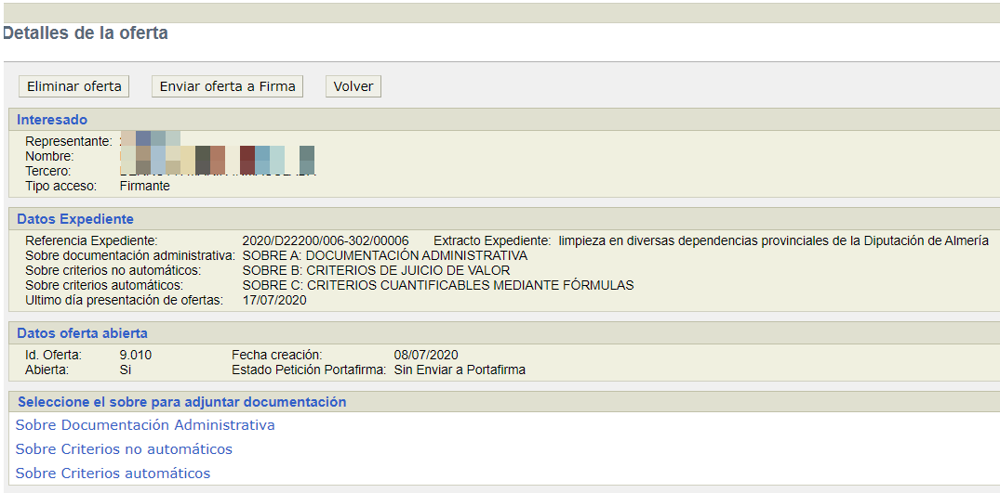 Detalles de la oferta
Eliminar oferta Enviar oferta a Firma Volver
Interesado
Representante:
Nombre:
Tercero:
Tipo acceso: Firmante
Datos Expediente
Referencia Expediente: 2020/D22200/006-302/00006 Extracto Expediente: limpieza en diversas dependencias provinciales de la Diputación de Almería
Sobre documentación administrativa: SOBRE A: DOCUMENTACIÓN ADMINISTRATIVA
Sobre criterios no automáticos: SOBRE B: CRITERIOS DE JUICIO DE VALOR
Sobre criterios automáticos: SOBRE C: CRITERIOS CUANTIFICABLES MEDIANTE FÓRMULAS
Ultimo día presentación de ofertas: 17/07/2020
Datos oferta abierta
Id. Oferta: 9.010 Fecha creación: 08/07/2020
Abierta: Si Estado Petición Portafirma: Sin Enviar a Portafirma
Seleccione el sobre para adjuntar documentación
Sobre Documentación Administrativa
Sobre Criterios no automáticos
Sobre Criterios automáticos